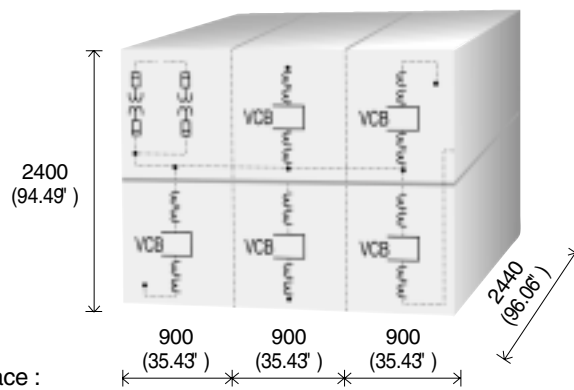 VCB
VCB
2400
(94.49")
VCB
VCB
VCB
2440
(96.06")
900
900
900
(35.43")
(35.43")
(35.43")
ace :